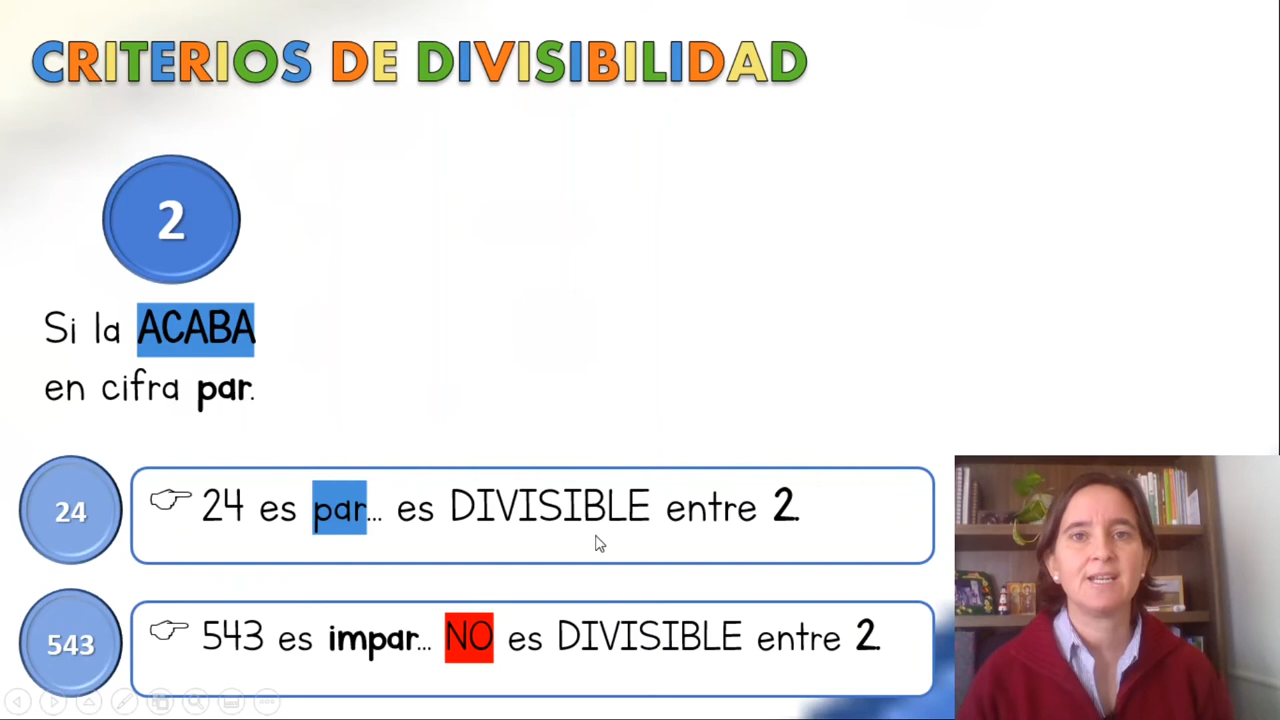 CRITERIOS DE DIVISIBILIDAD
2
Si la ACABA
en cifra par.
24
24 es par... es DIVISIBLE entre 2.
543
543 es impar... NO es DIVISIBLE entre 2.